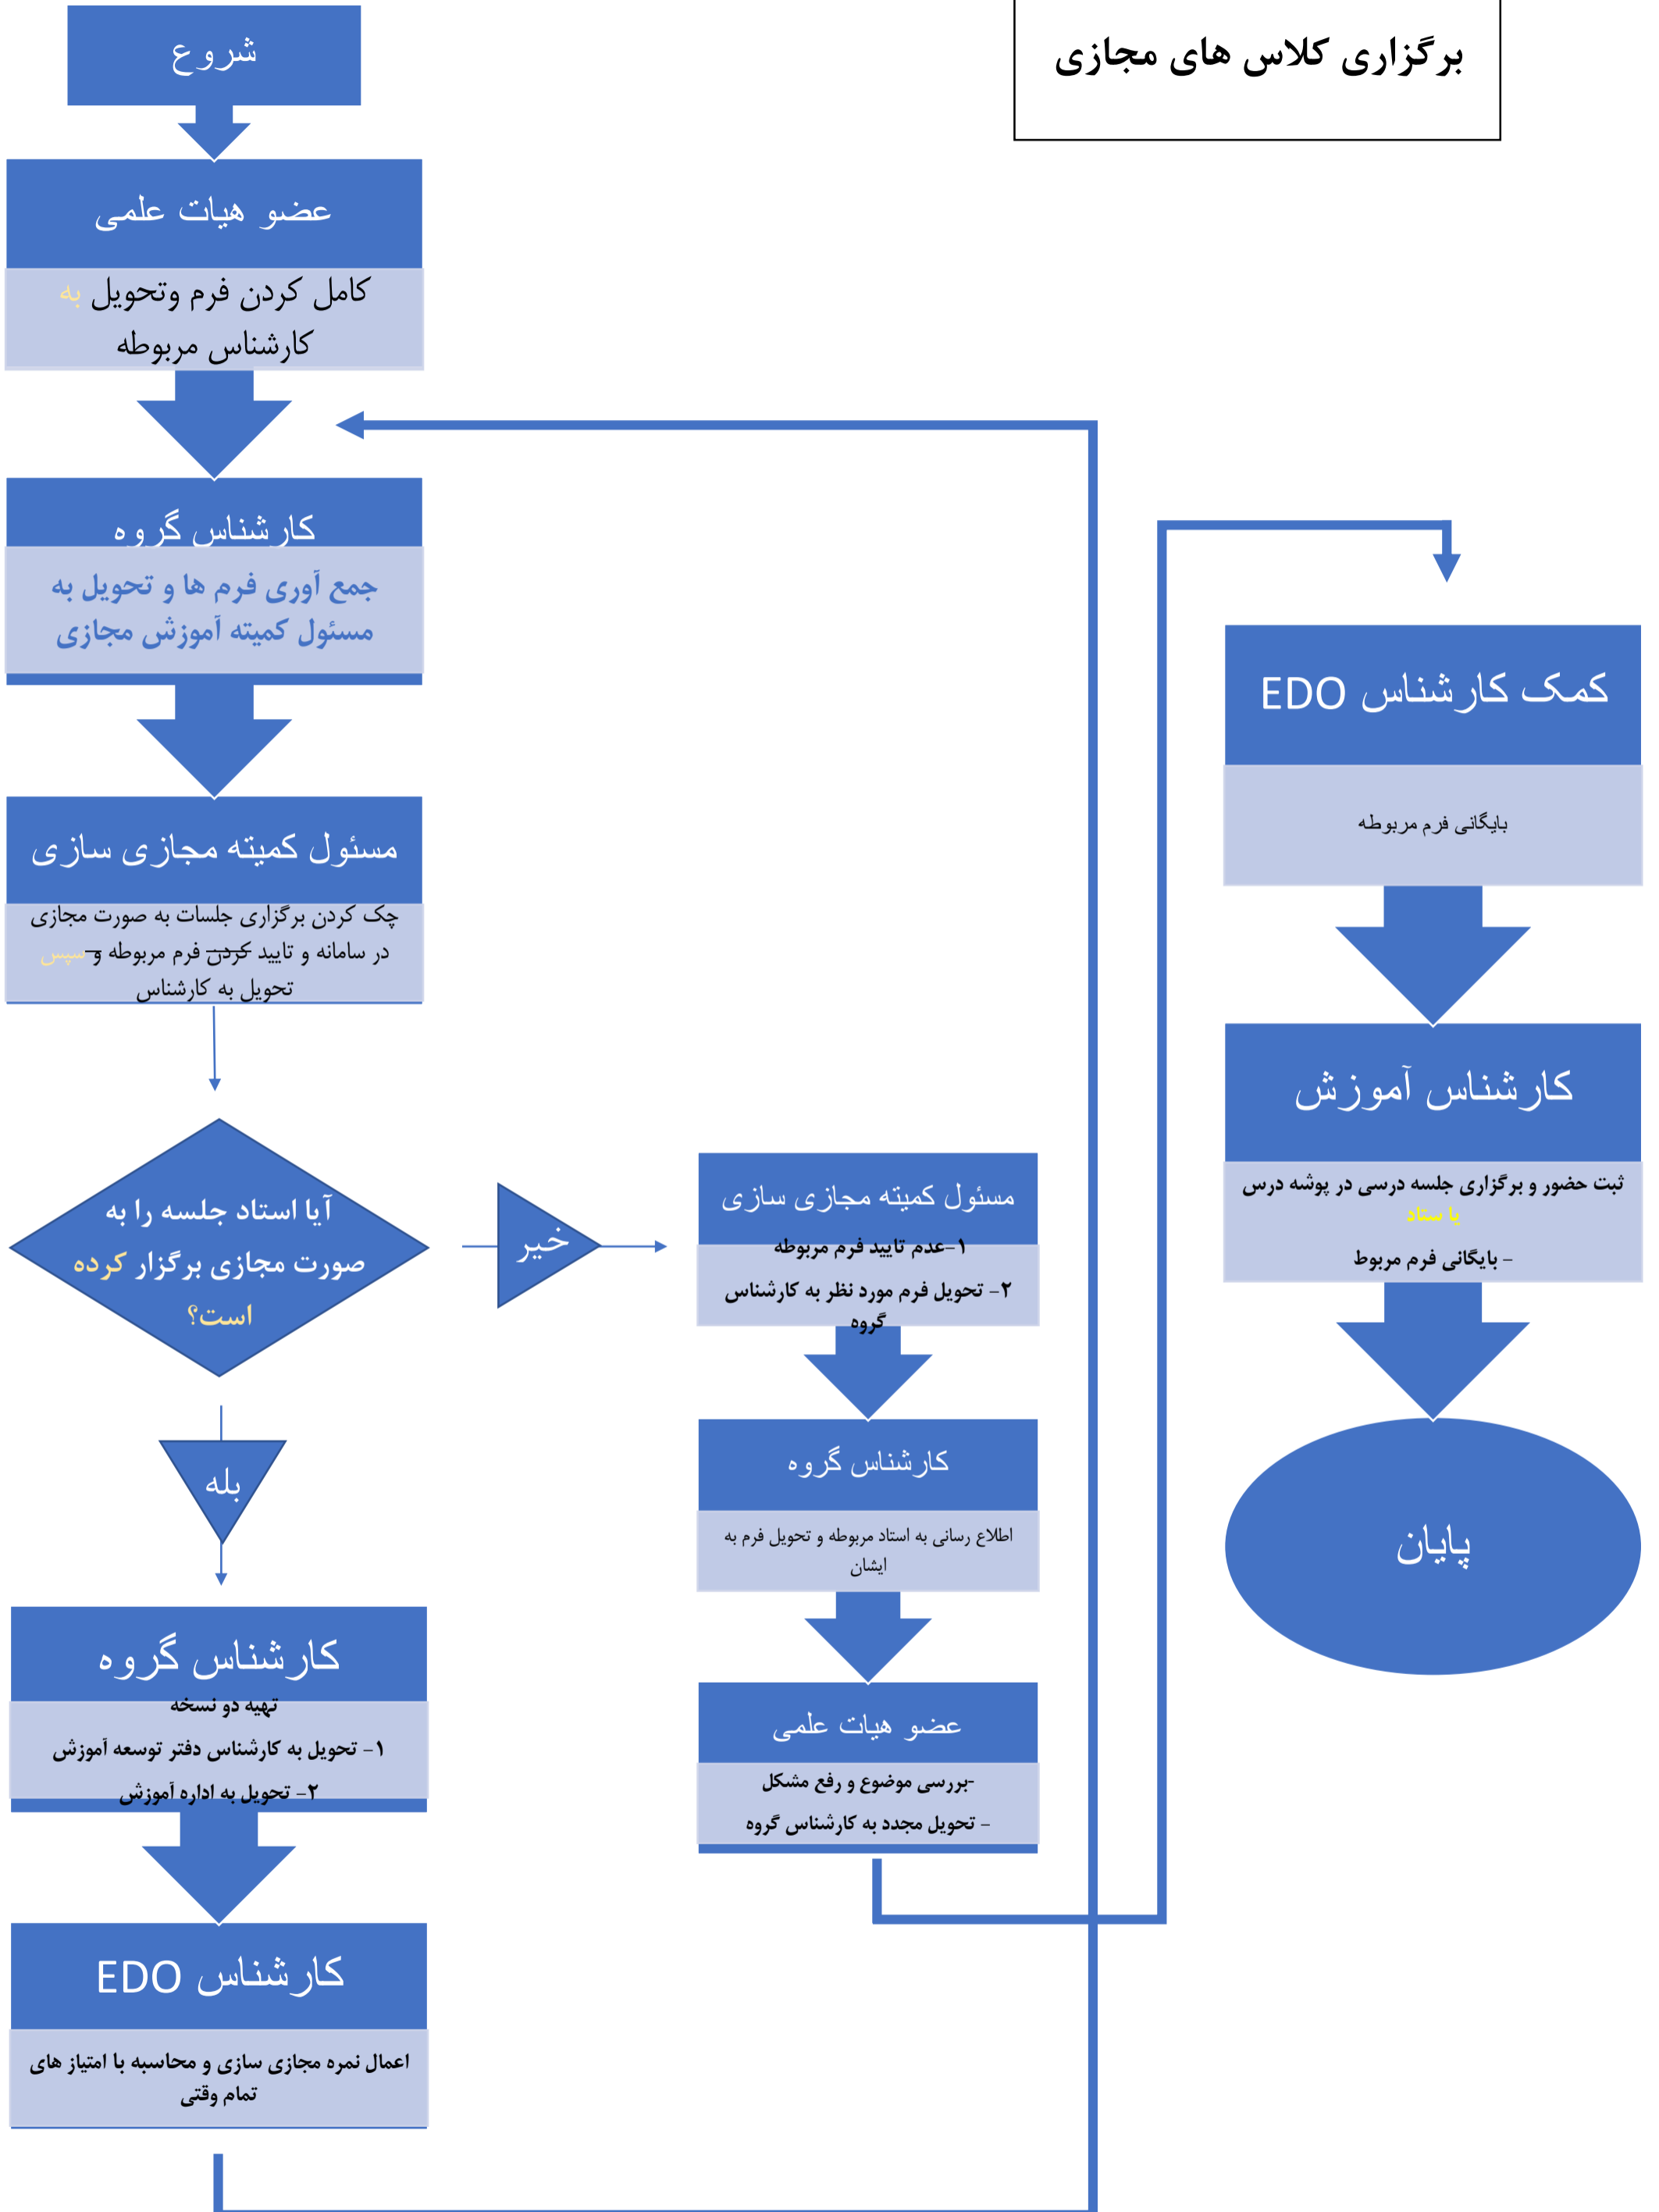 برگزاری کلاس های مجازی
شروع
عضو هیات علمی
کامل کردن فرم وتحویل به
کارشناس مربوطه
کارشناس گروه
جمع آوری فرم ها و تحویل به
مسئول کمیته آموزش مجازی
مسئول کمیته مجازی سازی
چک کردن برگزاری جلسات به صورت مجازی
در سامانه و تایید کردن فرم مربوطه و سپس
تحویل به کارشناس
آیا استاد جلسه را به
صورت مجازی برگزار کرده
است؟
خیر
بله
کارشناس گروه
تهیه دو نسخه
۱- تحویل به کارشناس دفتر توسعه آموزش
۲- تحویل به اداره آموزش
کارشناس EDO
اعمال نمره مجازی سازی و محاسبه با امتیاز های
تمام وقتی
مسئول کمیته مجازی سازی
۱-عدم تایید فرم مربوطه
۲- تحویل فرم مورد نظر به کارشناس
گروه
کارشناس گروه
اطلاع رسانی به استاد مربوطه و تحویل فرم به
ایشان
عضو هیات علمی
-بررسی موضوع و رفع مشکل
- تحویل مجدد به کارشناس گروه
کمک کارشناس EDO
بایگانی فرم مربوطه
کارشناس آموزش
ثبت حضور و برگزاری جلسه درسی در پوشه درس
یا ستاد
- بایگانی فرم مربوط
پایان